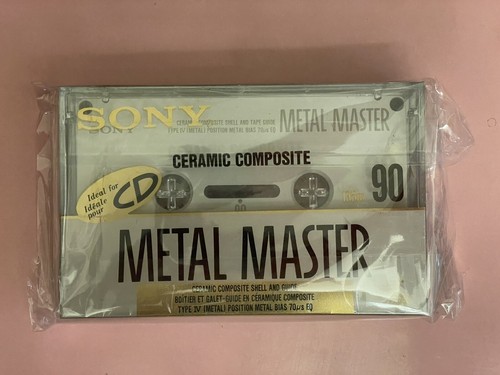 SONY
SONY
CERAMIC COMPOSITE SHELL AND TAPE GUIDE
TYPE IV (METAL) POSITION METAL BIAS 70μs EQ
METAL MASTER
CERAMIC COMPOSITE
Ideal for
Idéale
pour
CD
90
90
METAL MASTER
CERAMIC COMPOSITE SHELL AND GUIDE
BOITIER ET GALET-GUIDE EN CÉRAMIQUE COMPOSITE
TYPE IV (METAL) POSITION METAL BIAS 70μs EQ